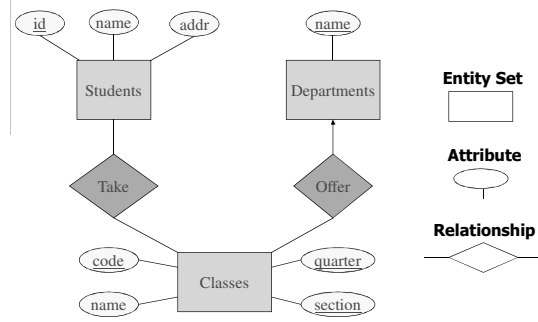 id
name
addr
name
Students
Departments
Entity Set
Attribute
Take
Offer
Relationship
code
quarter
Classes
name
section